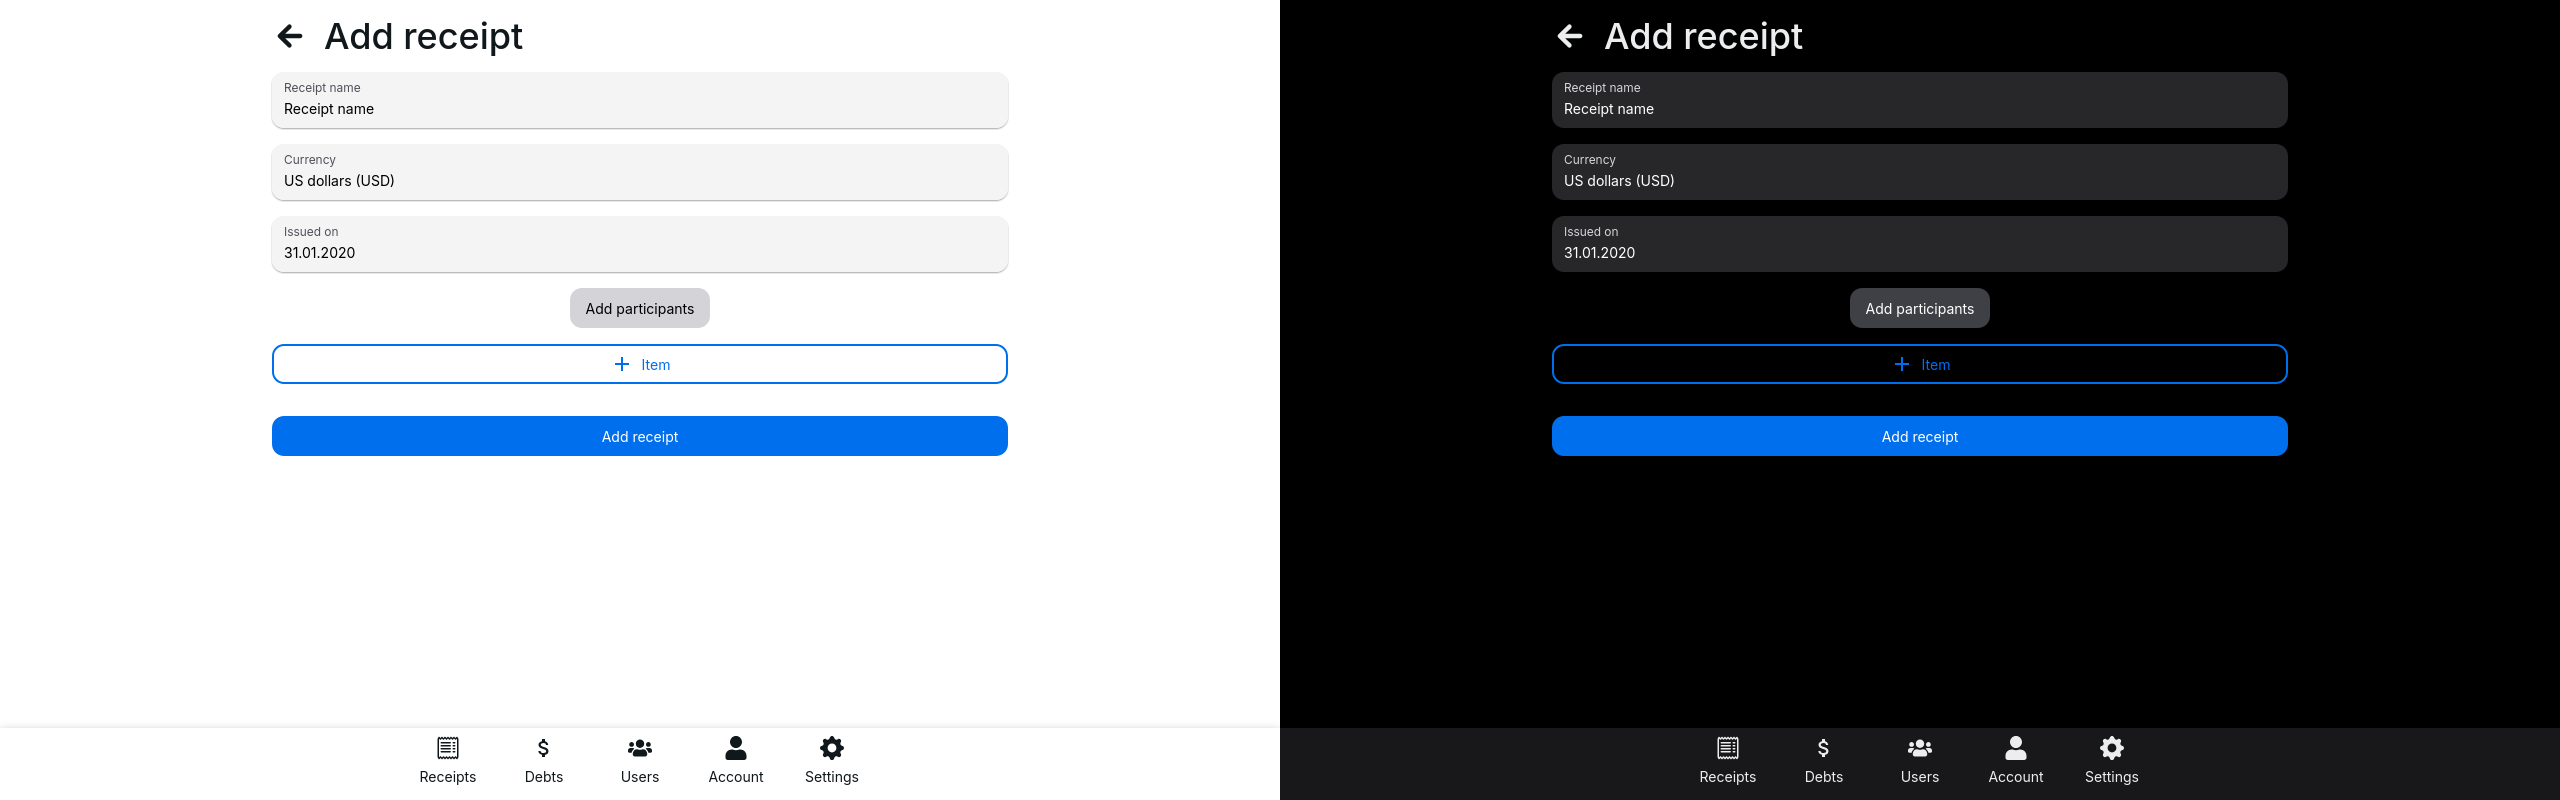 Add receipt
Receipt name
Receipt name
Currency
US dollars (USD)
Issued on
31.01.2020
Add participants
Item
Add receipt
Receipts Debts Users Account Settings
Add receipt
Receipt name
Receipt name
Currency
US dollars (USD)
Issued on
31.01.2020
Add participants
Item
Add receipt
Receipts Debts Users Account Settings